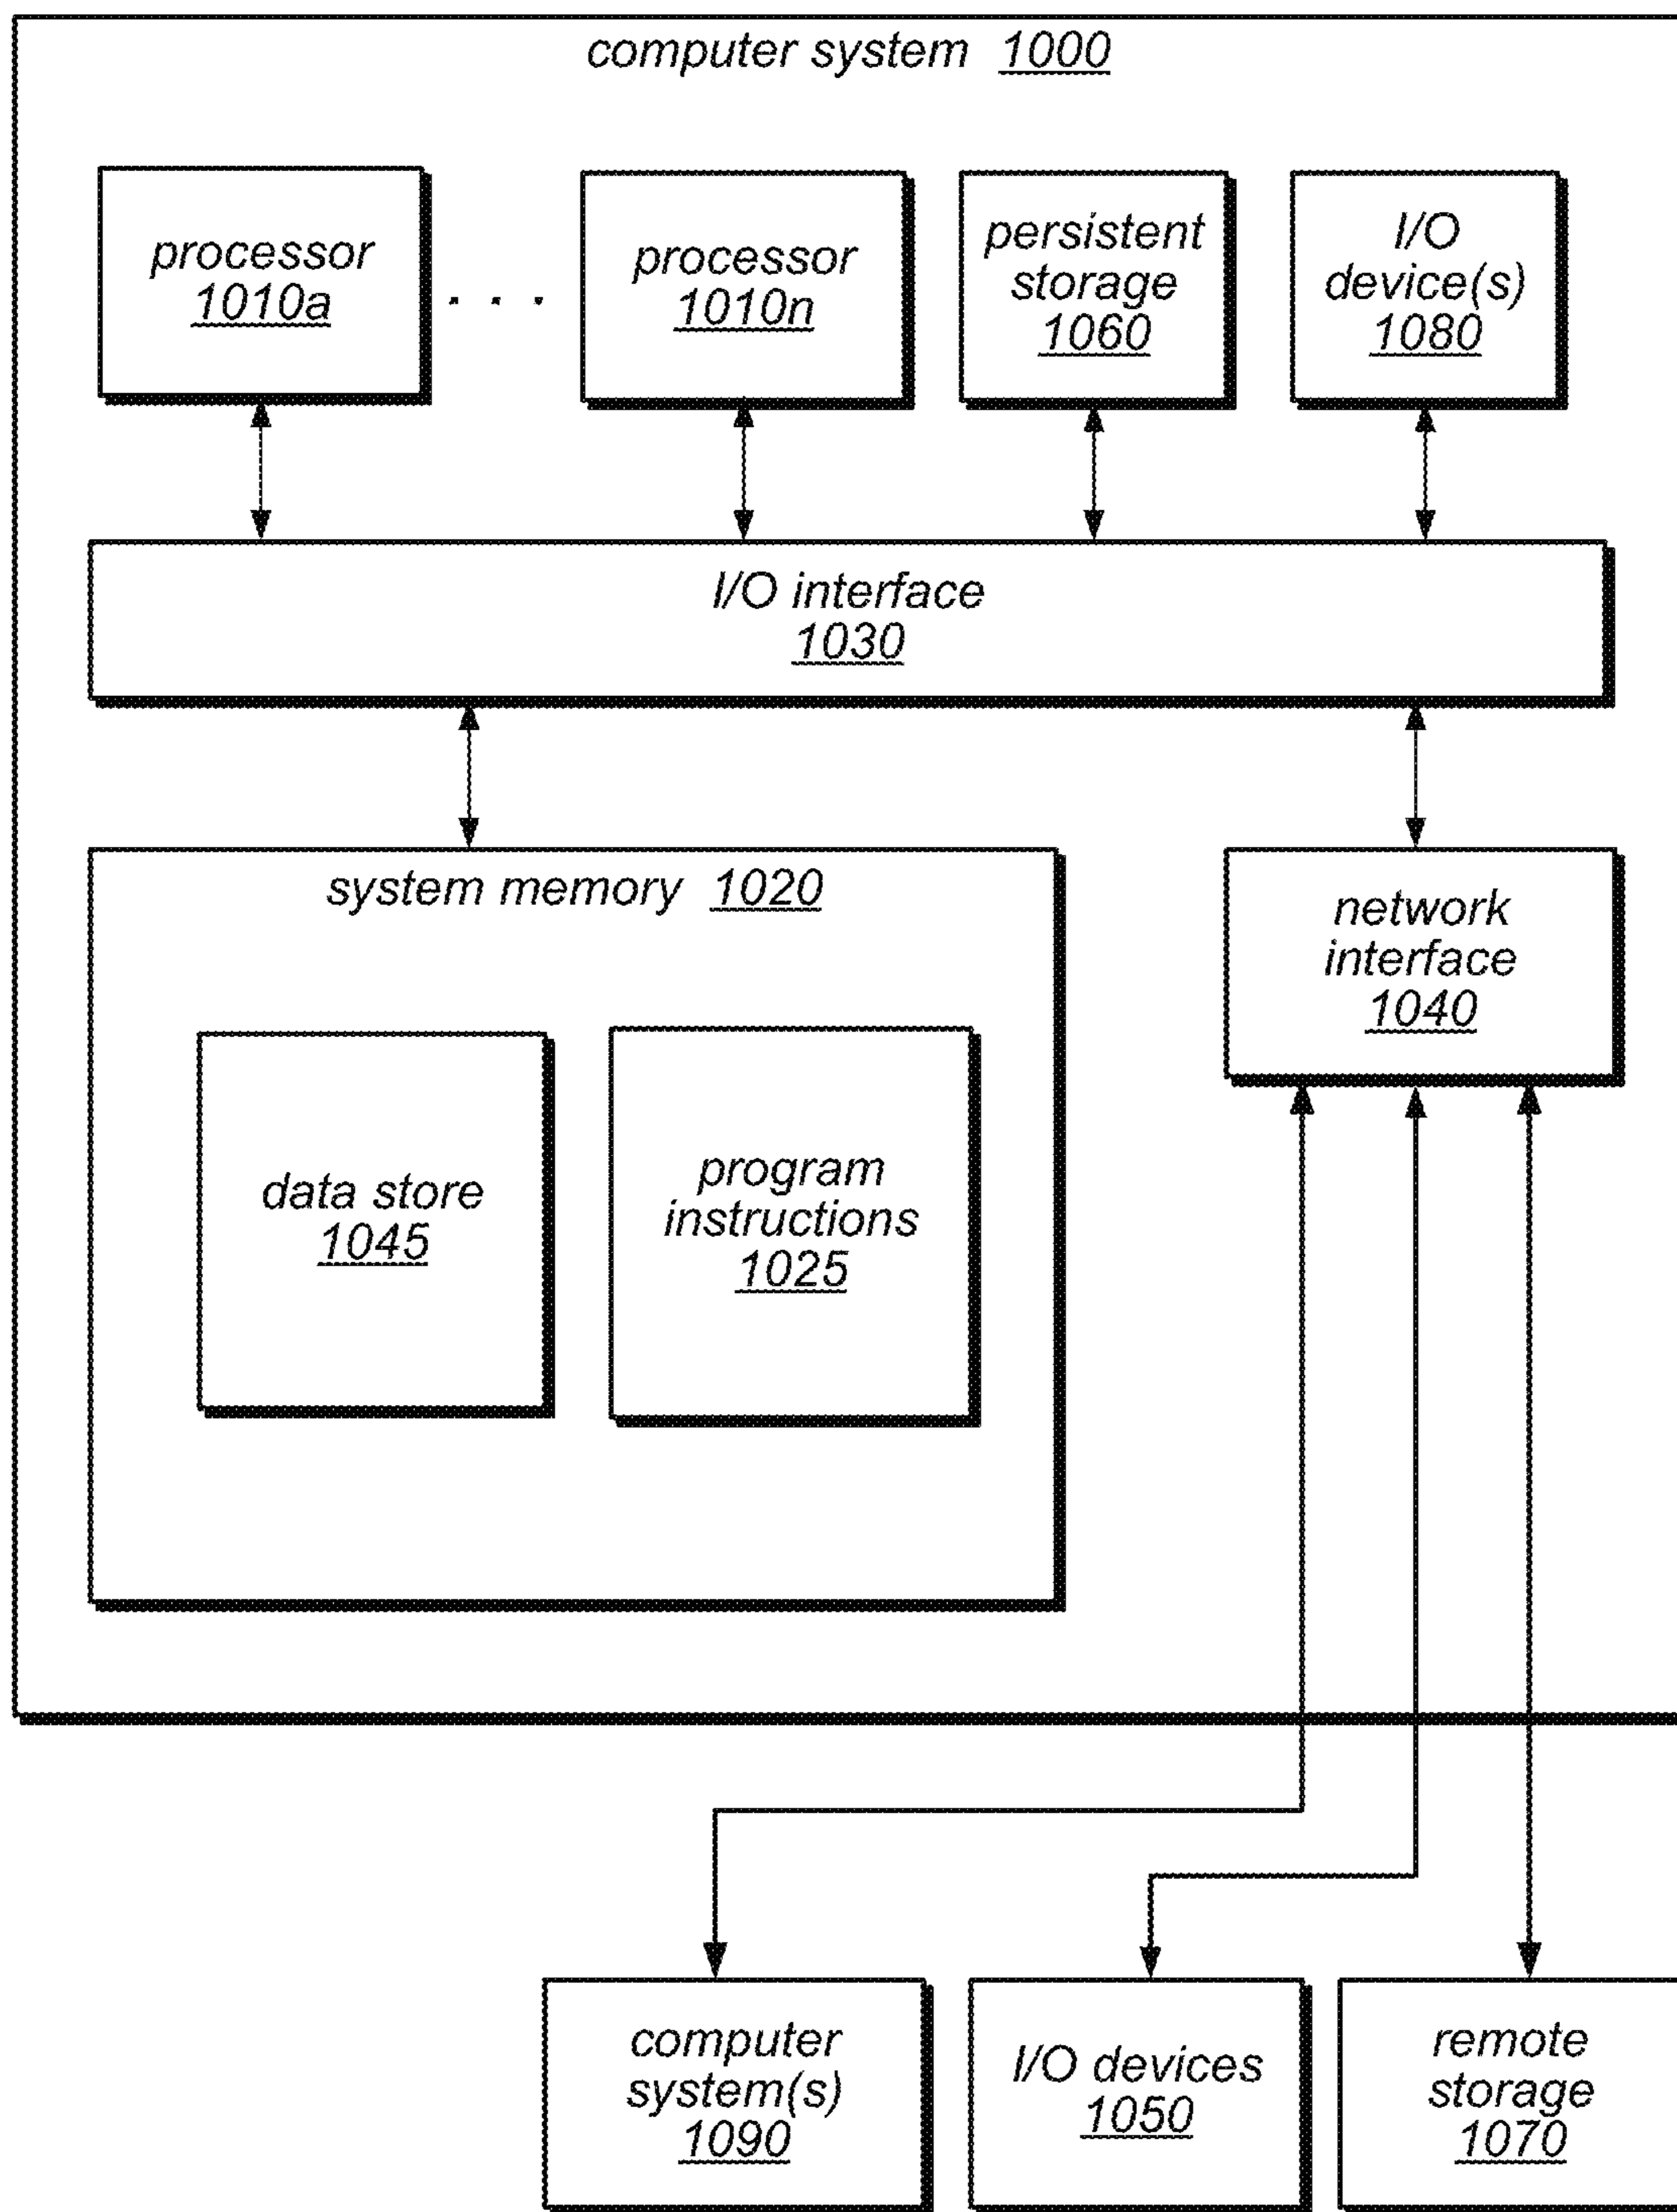 computer system 1000
processor
1010a
. . .
processor
1010n
persistent
storage
1060
I/O
device(s)
1080
I/O interface
1030
system memory 1020
network
interface
1040
data store
1045
program
instructions
1025
computer
system(s)
1090
I/O devices
1050
remote
storage
1070